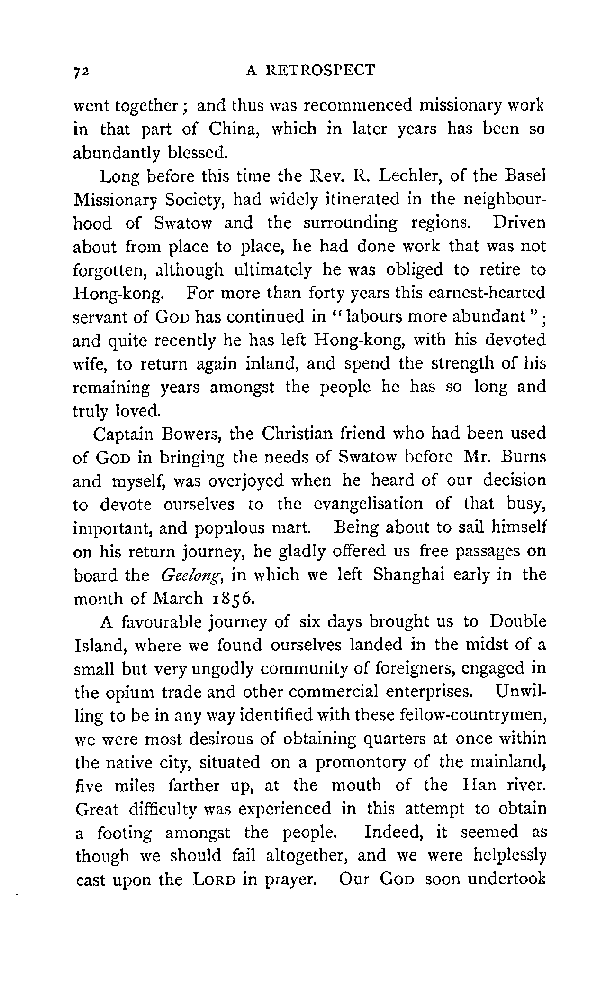 72 A RETROSPECT
went together; and thus was recommenced missionary work
in that part of China, which in later years has been so
abundantly blessed.
Long before this time the Rev. R. Lechler, of the Basel
Missionary Society, had widely itinerated in the neighbour-
hood of Swatow and the surrounding regions. Driven
about from place to place, he had done work that was not
forgotten, although ultimately he was obliged to retire to
Hong-kong. For more than forty years this earnest-hearted
servant of GOD has continued in "labours more abundant";
and quite recently he has left Hong-kong, with his devoted
wife, to return again inland, and spend the strength of his
remaining years amongst the people he has so long and
truly loved.
Captain Bowers, the Christian friend who had been used
of GOD in bringing the needs of Swatow before Mr. Burns
and myself, was overjoyed when he heard of our decision
to devote ourselves to the evangelisation of that busy,
important, and populous mart. Being about to sail himself
on his return journey, he gladly offered us free passages on
board the Geelong, in which we left Shanghai early in the
month of March 1856.
A favourable journey of six days brought us to Double
Island, where we found ourselves landed in the midst of a
small but very ungodly community of foreigners, engaged in
the opium trade and other commercial enterprises. Unwil-
ling to be in any way identified with these fellow-countrymen,
we were most desirous of obtaining quarters at once within
the native city, situated on a promontory of the mainland,
five miles farther up, at the mouth of the Han river.
Great difficulty was experienced in this attempt to obtain
a footing amongst the people. Indeed, it seemed as
though we should fail altogether, and we were helplessly
cast upon the LORD in prayer. Our GOD soon undertook